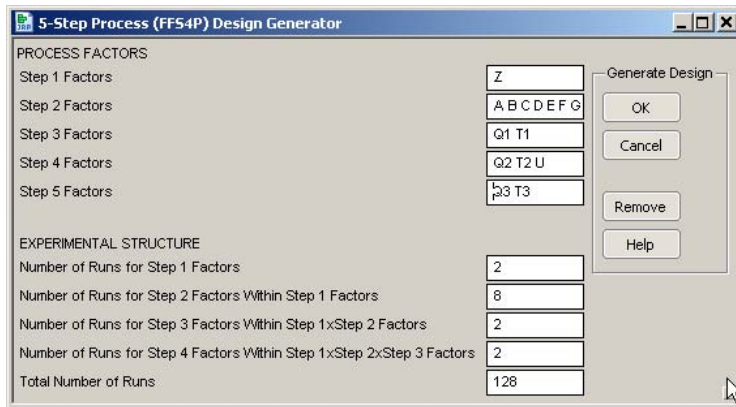 5-Step Process (FFS4P) Design Generator
PROCESS FACTORS
Step 1 Factors Z
Step 2 Factors A B C D E F G
Step 3 Factors Q1 T1
Step 4 Factors Q2 T2 U
Step 5 Factors Q3 T3
EXPERIMENTAL STRUCTURE
Number of Runs for Step 1 Factors 2
Number of Runs for Step 2 Factors Within Step 1 Factors 8
Number of Runs for Step 3 Factors Within Step 1xStep 2 Factors 2
Number of Runs for Step 4 Factors Within Step 1xStep 2xStep 3 Factors 2
Total Number of Runs 128
Generate Design
OK
Cancel
Remove
Help